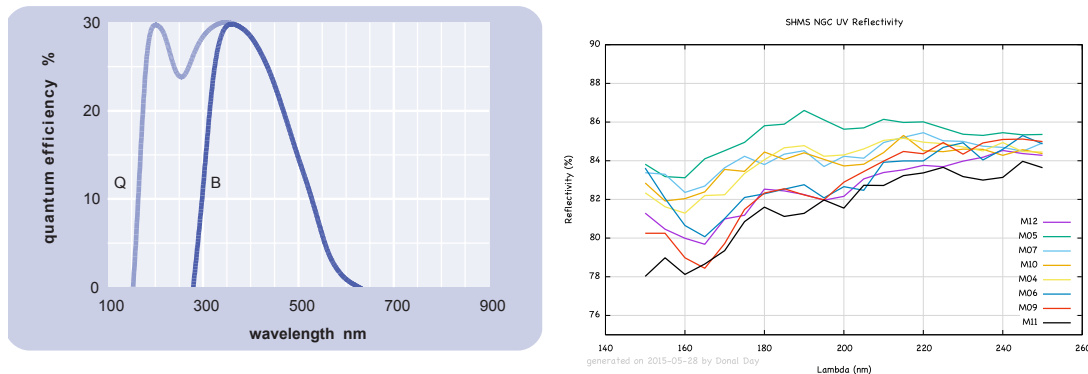 30
20
10
0
quantum efficiency %
Q
B
100 300 500 700 900
wavelength nm
SHMS NGC UV Reflectivity
90
88
86
84
82
80
78
76
Reflectivity (%)
M12
M05
M07
M10
M04
M06
M09
M11
140 160 180 200 220 240 260
generated on 2015-05-28 by Donal Day
Lambda (nm)